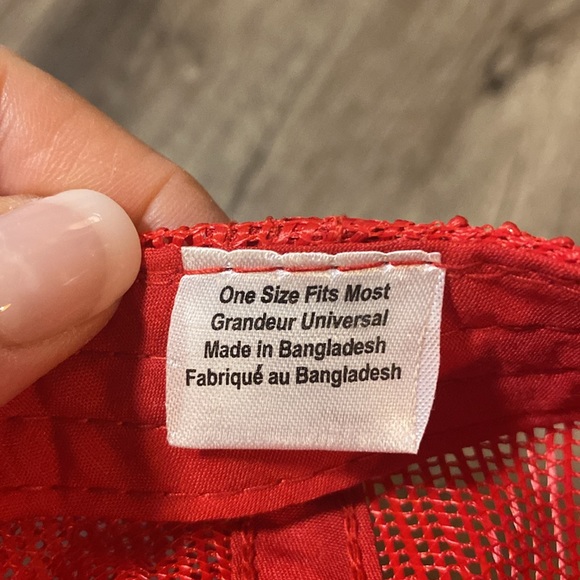 One Size Fits Most
Grandeur Universal
Made in Bangladesh
Fabriqué au Bangladesh